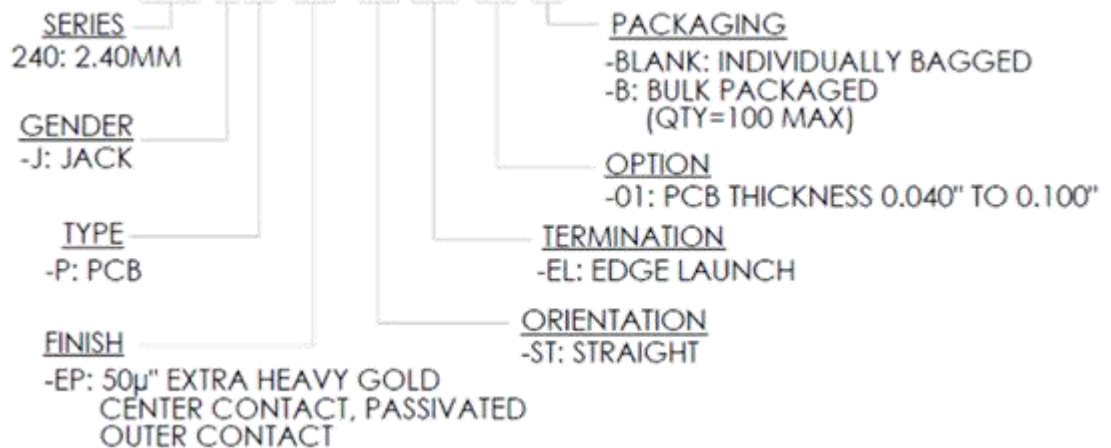 SERIES
240: 2.40MM
GENDER
-J: JACK
TYPE
-P: PCB
FINISH
-EP: 50µ" EXTRA HEAVY GOLD
CENTER CONTACT, PASSIVATED
OUTER CONTACT
PACKAGING
-BLANK: INDIVIDUALLY BAGGED
-B: BULK PACKAGED
(QTY=100 MAX)
OPTION
-01: PCB THICKNESS 0.040" TO 0.100"
TERMINATION
-EL: EDGE LAUNCH
ORIENTATION
-ST: STRAIGHT